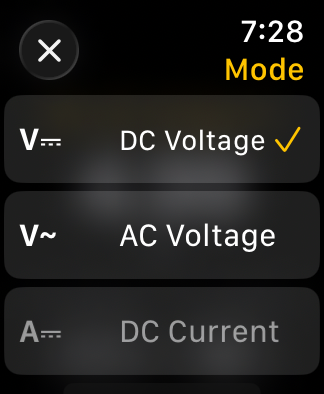 7:28
Mode
V⎓ DC Voltage ✓
V~ AC Voltage
A⎓ DC Current